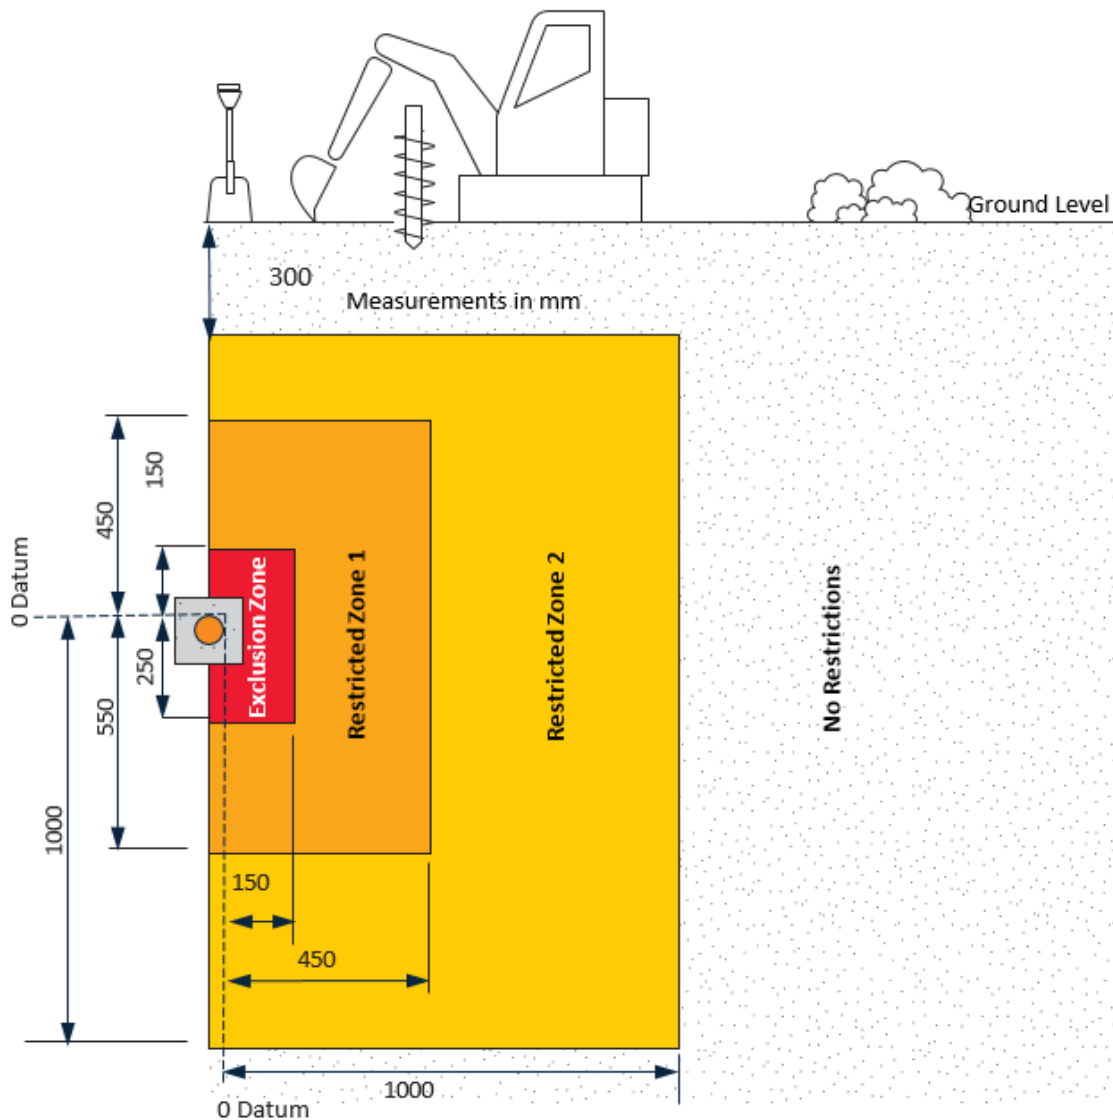 Ground Level
300
Measurements in mm
150
450
0 Datum
Exclusion Zone
Restricted Zone 1
Restricted Zone 2
No Restrictions
250
550
1000
150
450
1000
0 Datum